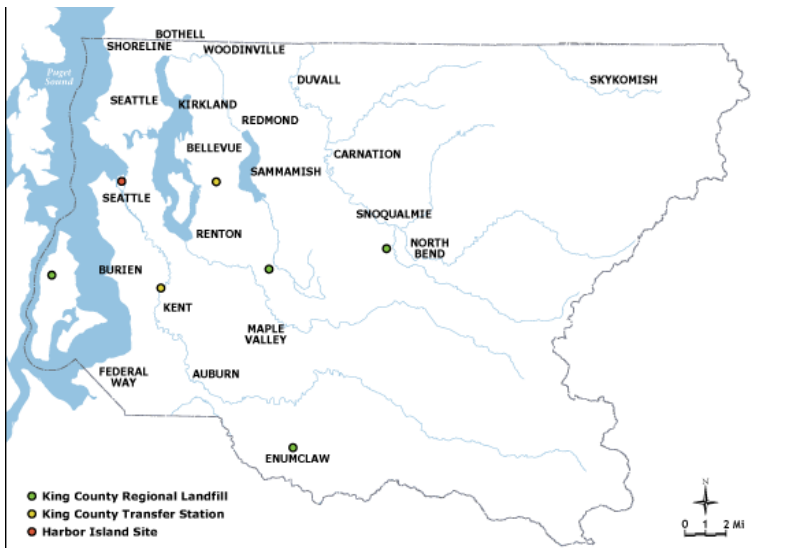 BOTHELL
SHORELINE
WOODINVILLE
Puget
Sound
DUVALL
SKYKOMISH
SEATTLE
KIRKLAND
REDMOND
BELLEVUE
CARNATION
SAMMAMISH
SEATTLE
SNOQUALMIE
RENTON
NORTH
BEND
BURIEN
KENT
MAPLE
VALLEY
FEDERAL
WAY
AUBURN
ENUMCLAW
King County Regional Landfill
King County Transfer Station
Harbor Island Site
N
0 1 2 Mi